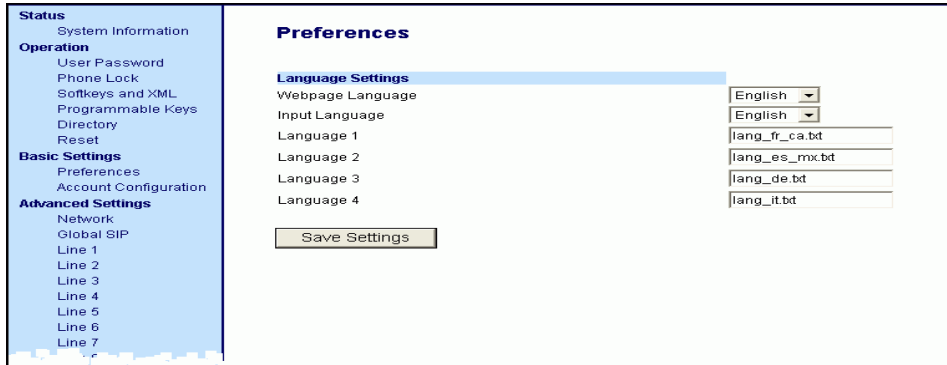 Status
System Information
Operation
User Password
Phone Lock
Softkeys and XML
Programmable Keys
Directory
Reset
Basic Settings
Preferences
Account Configuration
Advanced Settings
Network
Global SIP
Line 1
Line 2
Line 3
Line 4
Line 5
Line 6
Line 7
Preferences
Language Settings
Webpage Language English
Input Language English
Language 1 lang_fr_ca.txt
Language 2 lang_es_mx.txt
Language 3 lang_de.txt
Language 4 lang_it.txt
Save Settings